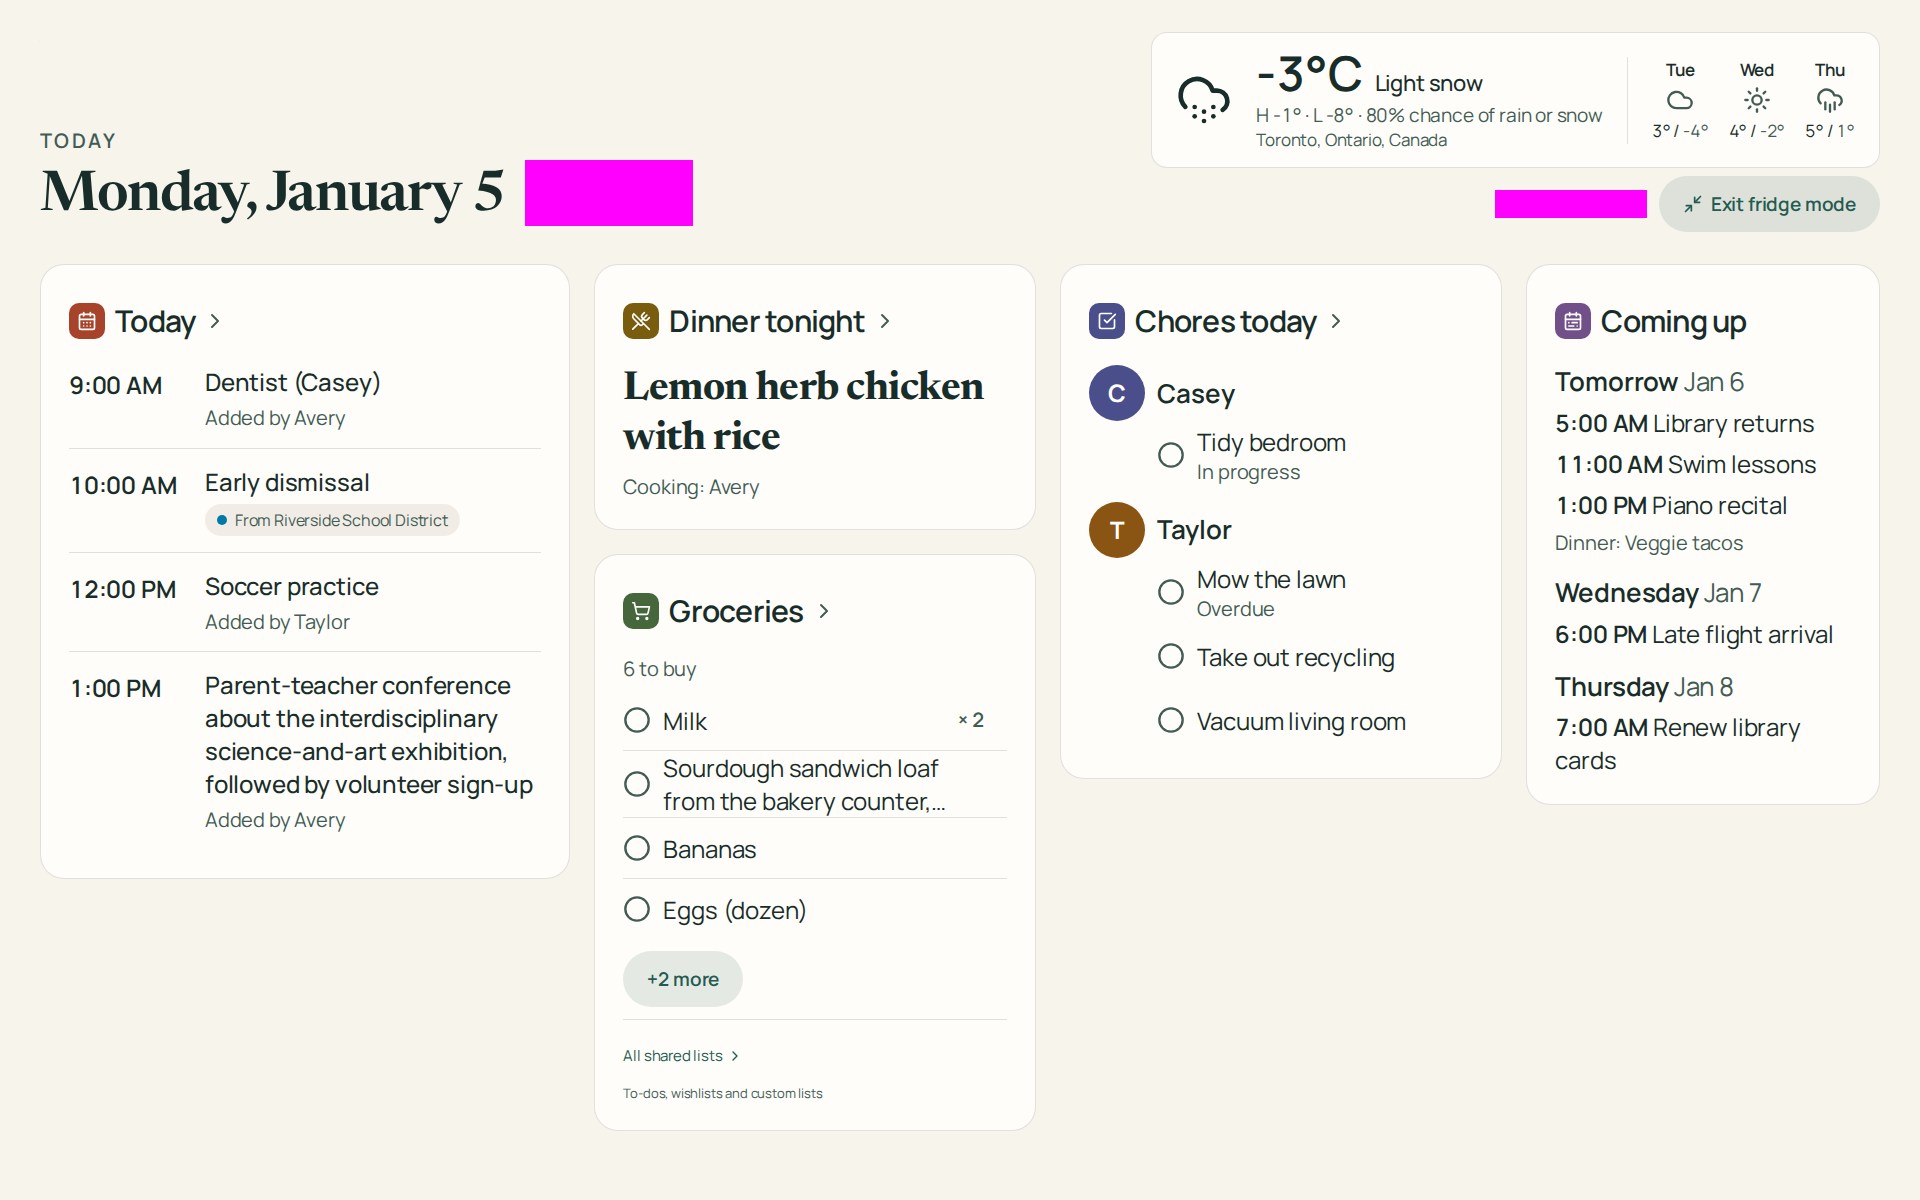 TODAY
Monday, January 5
-3°C Light snow
H -1° · L -8° · 80% chance of rain or snow
Toronto, Ontario, Canada
Tue
3° / -4°
Wed
4° / -2°
Thu
5° / 1°
Exit fridge mode
Today
9:00 AM Dentist (Casey)
Added by Avery
10:00 AM Early dismissal
From Riverside School District
12:00 PM Soccer practice
Added by Taylor
1:00 PM Parent-teacher conference
about the interdisciplinary
science-and-art exhibition,
followed by volunteer sign-up
Added by Avery
Dinner tonight
Lemon herb chicken
with rice
Cooking: Avery
Groceries
6 to buy
Milk × 2
Sourdough sandwich loaf
from the bakery counter,...
Bananas
Eggs (dozen)
+2 more
All shared lists
To-dos, wishlists and custom lists
Chores today
C Casey
Tidy bedroom
In progress
T Taylor
Mow the lawn
Overdue
Take out recycling
Vacuum living room
Coming up
Tomorrow Jan 6
5:00 AM Library returns
11:00 AM Swim lessons
1:00 PM Piano recital
Dinner: Veggie tacos
Wednesday Jan 7
6:00 PM Late flight arrival
Thursday Jan 8
7:00 AM Renew library
cards